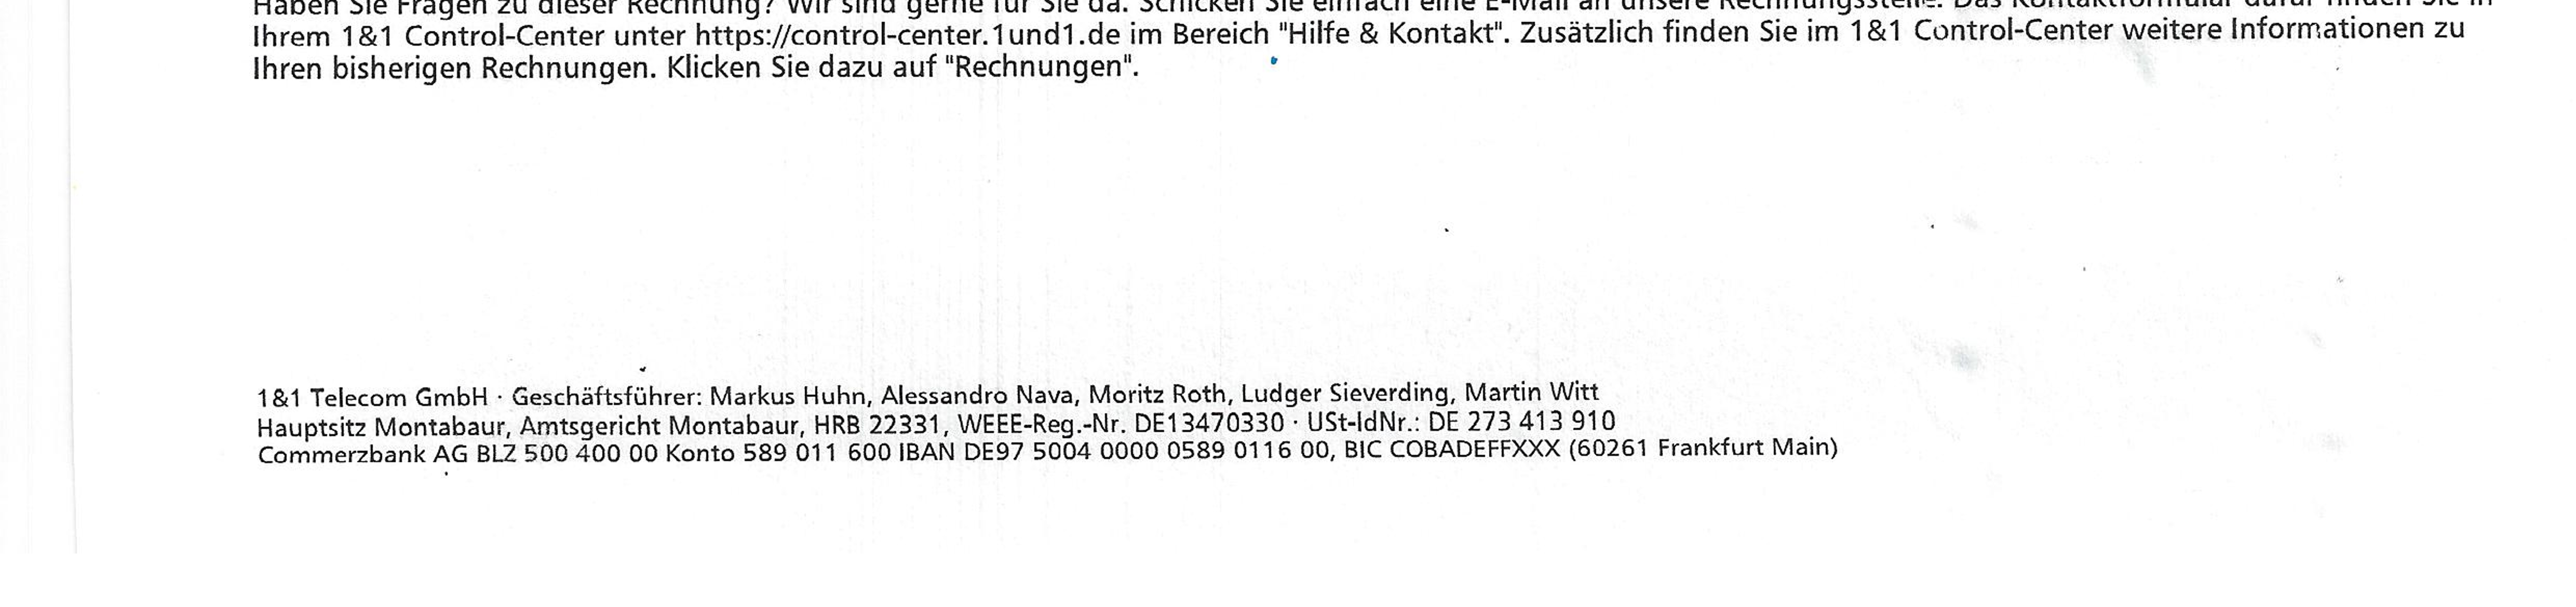 Haben Sie Fragen zu dieser Rechnung? Wir sind gerne für Sie da. Schicken Sie einfach eine E-Mail an unsere Rechnungsstelle. Das Kontaktformular dafür finden Sie in
Ihrem 1&1 Control-Center unter https://control-center.1und1.de im Bereich "Hilfe & Kontakt". Zusätzlich finden Sie im 1&1 Control-Center weitere Informationen zu
Ihren bisherigen Rechnungen. Klicken Sie dazu auf "Rechnungen".
1&1 Telecom GmbH · Geschäftsführer: Markus Huhn, Alessandro Nava, Moritz Roth, Ludger Sieverding, Martin Witt
Hauptsitz Montabaur, Amtsgericht Montabaur, HRB 22331, WEEE-Reg.-Nr. DE13470330 · USt-IdNr.: DE 273 413 910
Commerzbank AG BLZ 500 400 00 Konto 589 011 600 IBAN DE97 5004 0000 0589 0116 00, BIC COBADEFFXXX (60261 Frankfurt Main)